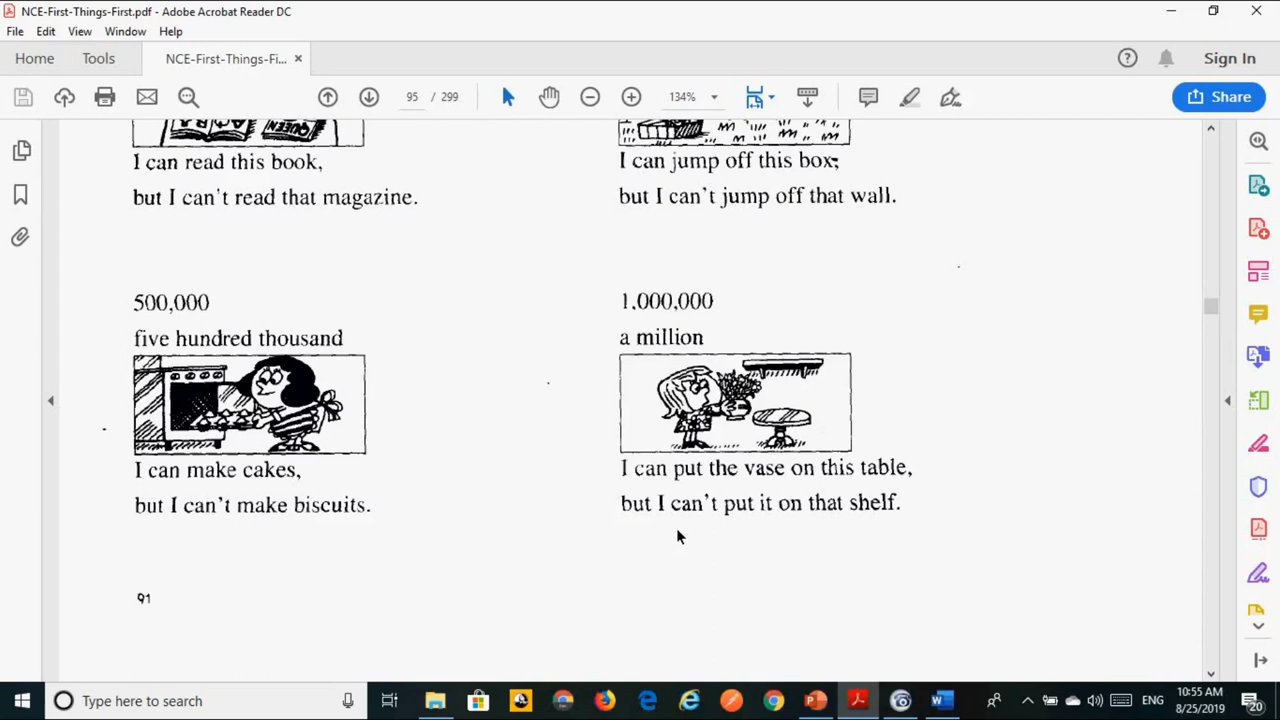 NCE-First-Things-First.pdf - Adobe Acrobat Reader DC
File Edit View Window Help
Home Tools NCE-First-Things-Fi... Sign In
95 / 299 134% Share
I can read this book,
but I can't read that magazine.
I can jump off this box,
but I can't jump off that wall.
500,000
five hundred thousand
I can make cakes,
but I can't make biscuits.
1,000,000
a million
I can put the vase on this table,
but I can't put it on that shelf.
91
Type here to search
ENG
10:55 AM
8/25/2019
20